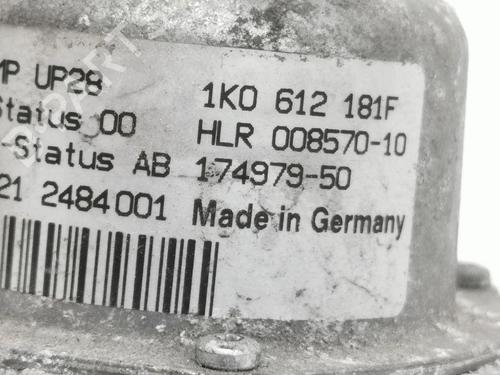 MP UP28 1K0 612 181F
Status 00 HLR 008570-10
-Status AB 174979-50
21 2484001 Made in Germany